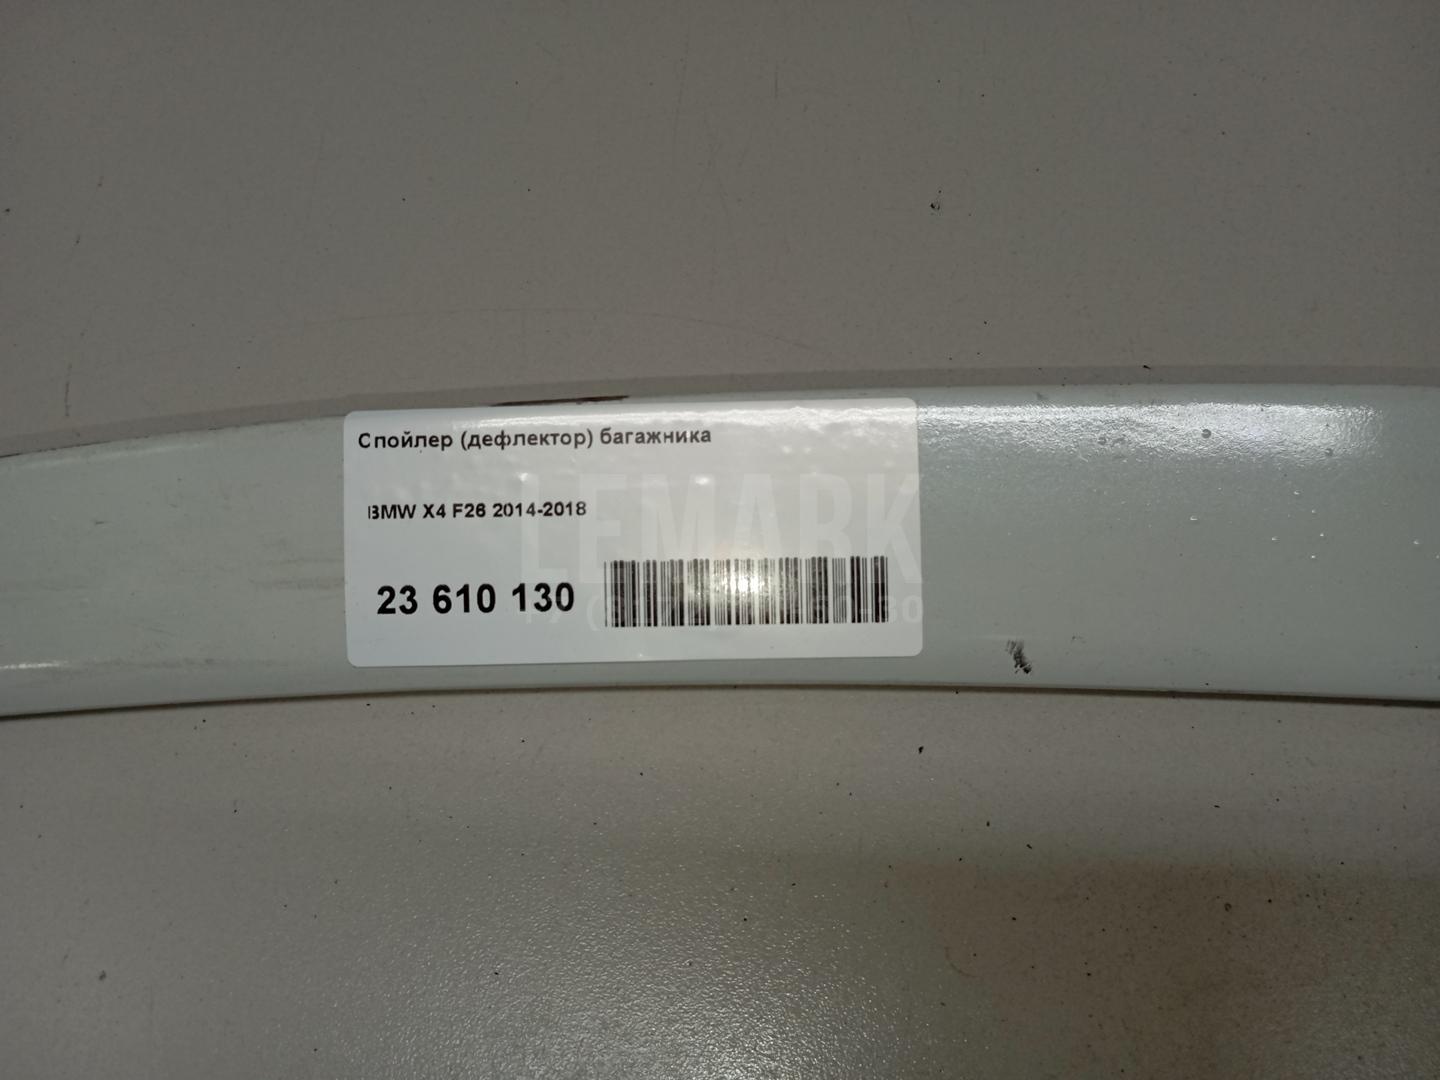 Спойлер (дефлектор) багажника
BMW X4 F26 2014-2018
LEMARK
23 610 130